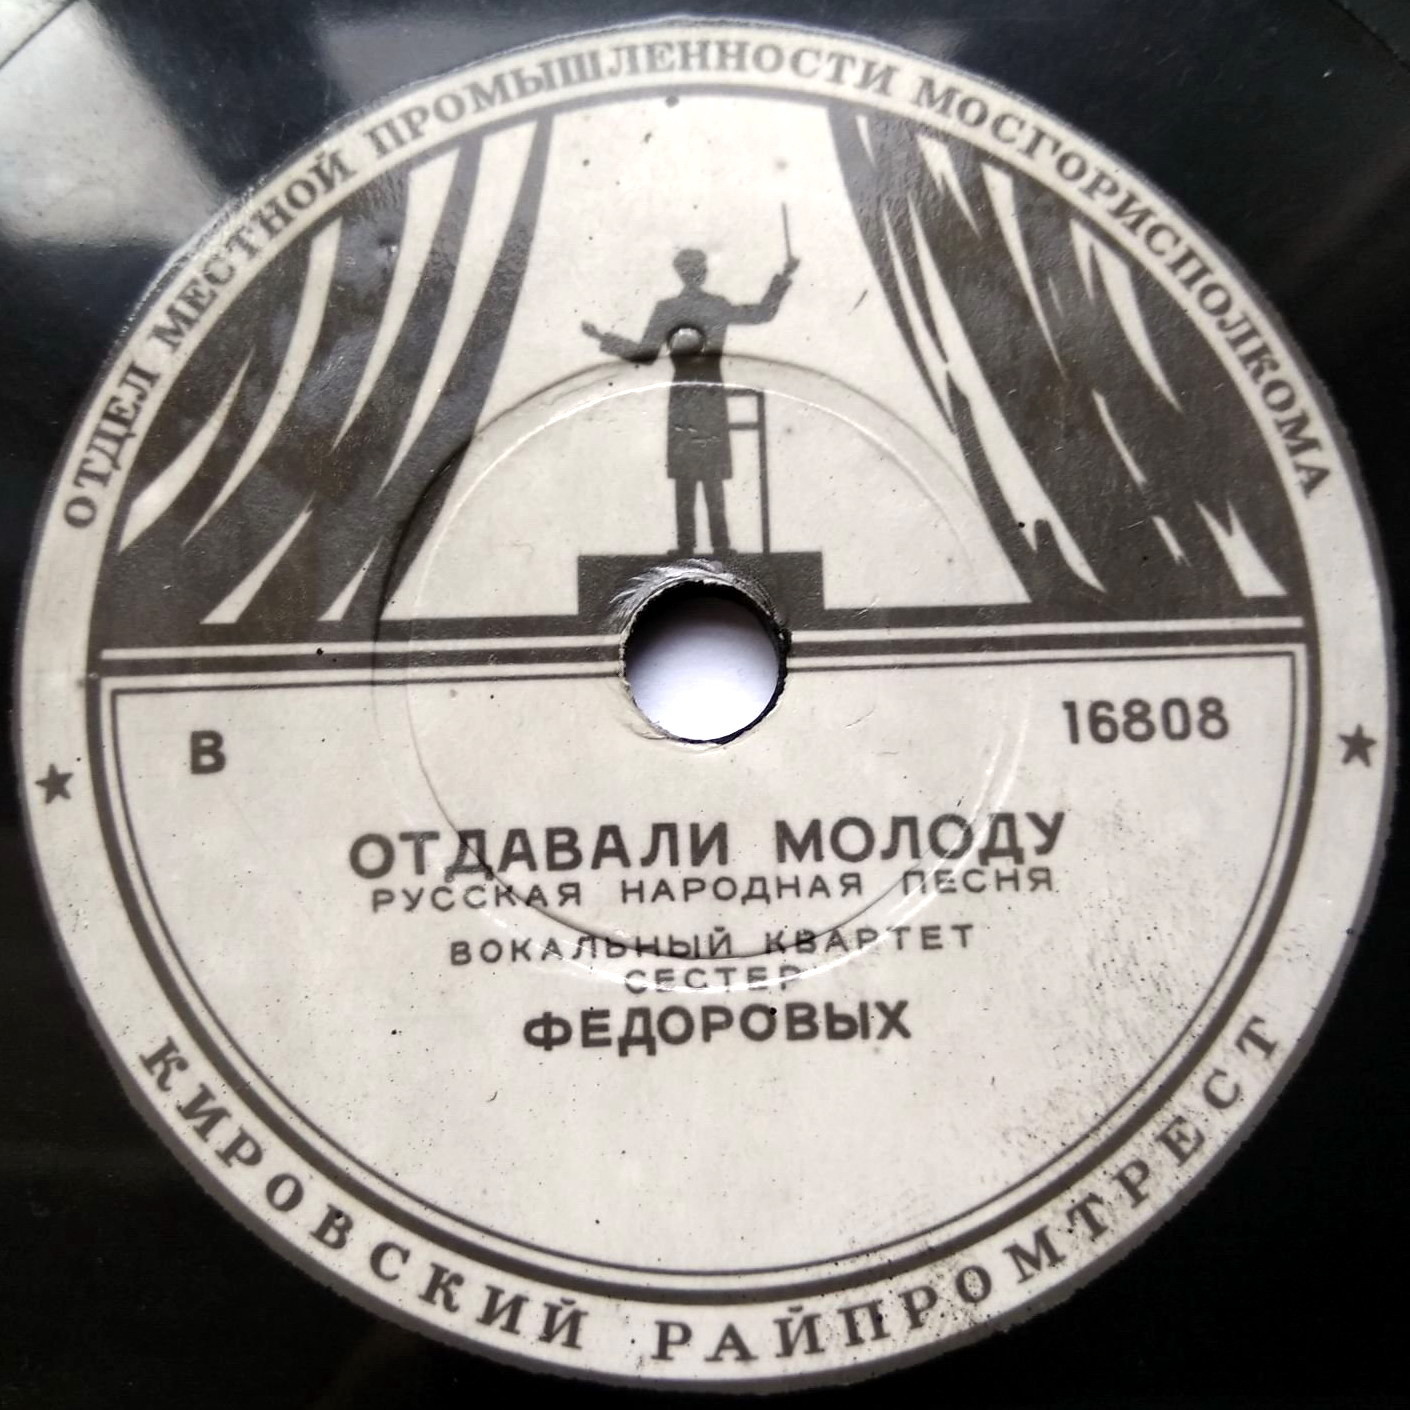 ОТДЕЛ МЕСТНОЙ ПРОМЫШЛЕННОСТИ МОСГОРИСПОЛКОМА
В
16808
ОТДАВАЛИ МОЛОДУ
РУССКАЯ НАРОДНАЯ ПЕСНЯ
ВОКАЛЬНЫЙ КВАРТЕТ
СЕСТЕР
ФЕДОРОВЫХ
КИРОВСКИЙ РАЙПРОМТРЕСТ